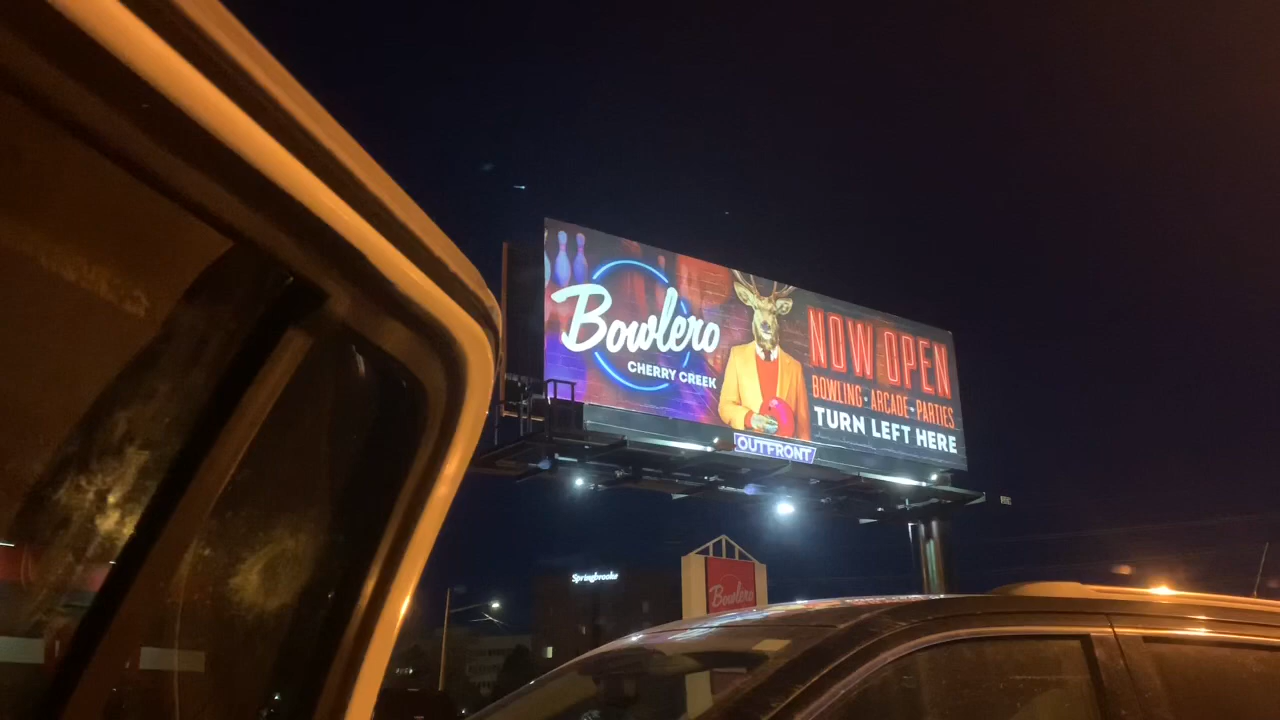 Bowlero
CHERRY CREEK
NOW OPEN
BOWLING • ARCADE • PARTIES
TURN LEFT HERE
OUTFRONT
Springbrooke
Bowlero